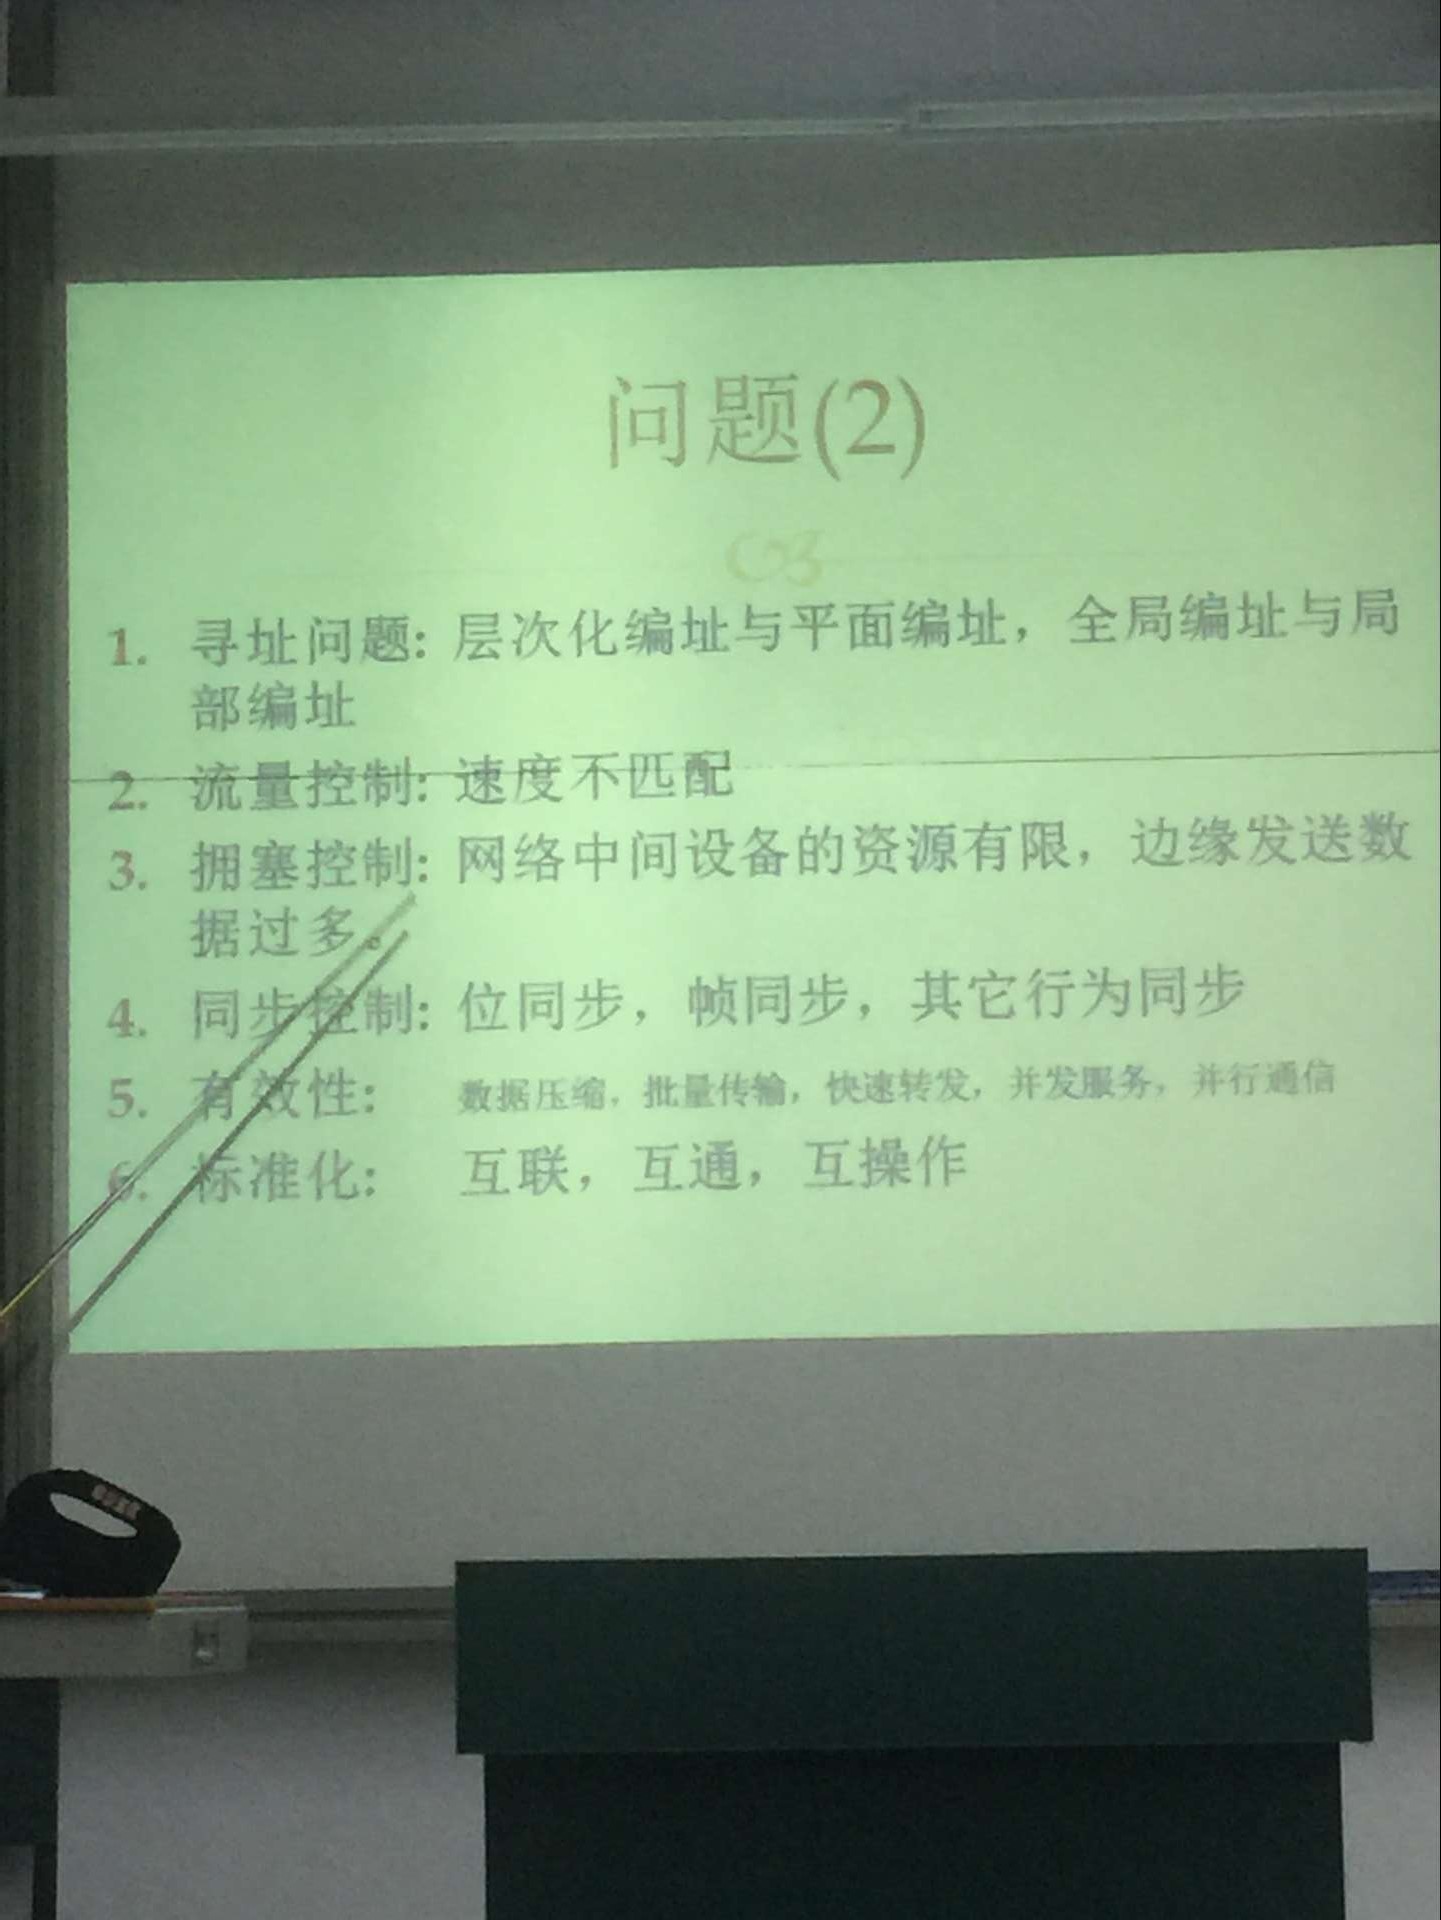 问题(2)
1. 寻址问题: 层次化编址与平面编址，全局编址与局
部编址
2. 流量控制: 速度不匹配
3. 拥塞控制: 网络中间设备的资源有限，边缘发送数
据过多。
4. 同步控制: 位同步，帧同步，其它行为同步
5. 有效性: 数据压缩，批量传输，快速转发，并发服务，并行通信
6. 标准化: 互联，互通，互操作